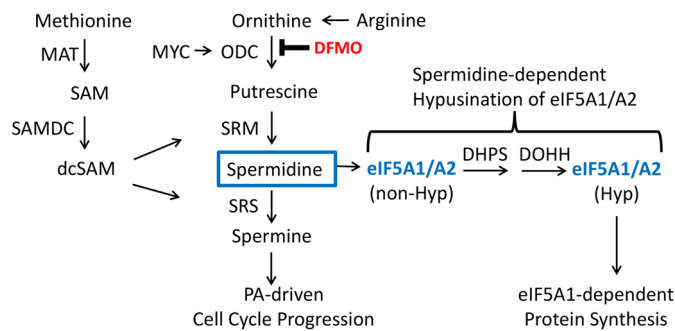 Methionine
MAT
SAM
SAMDC
dcSAM
Ornithine
Arginine
MYC
ODC
DFMO
Putrescine
SRM
Spermidine
SRS
Spermine
PA-driven
Cell Cycle Progression
Spermidine-dependent
Hypusination of eIF5A1/A2
eIF5A1/A2
(non-Hyp)
DHPS
DOHH
eIF5A1/A2
(Hyp)
eIF5A1-dependent
Protein Synthesis